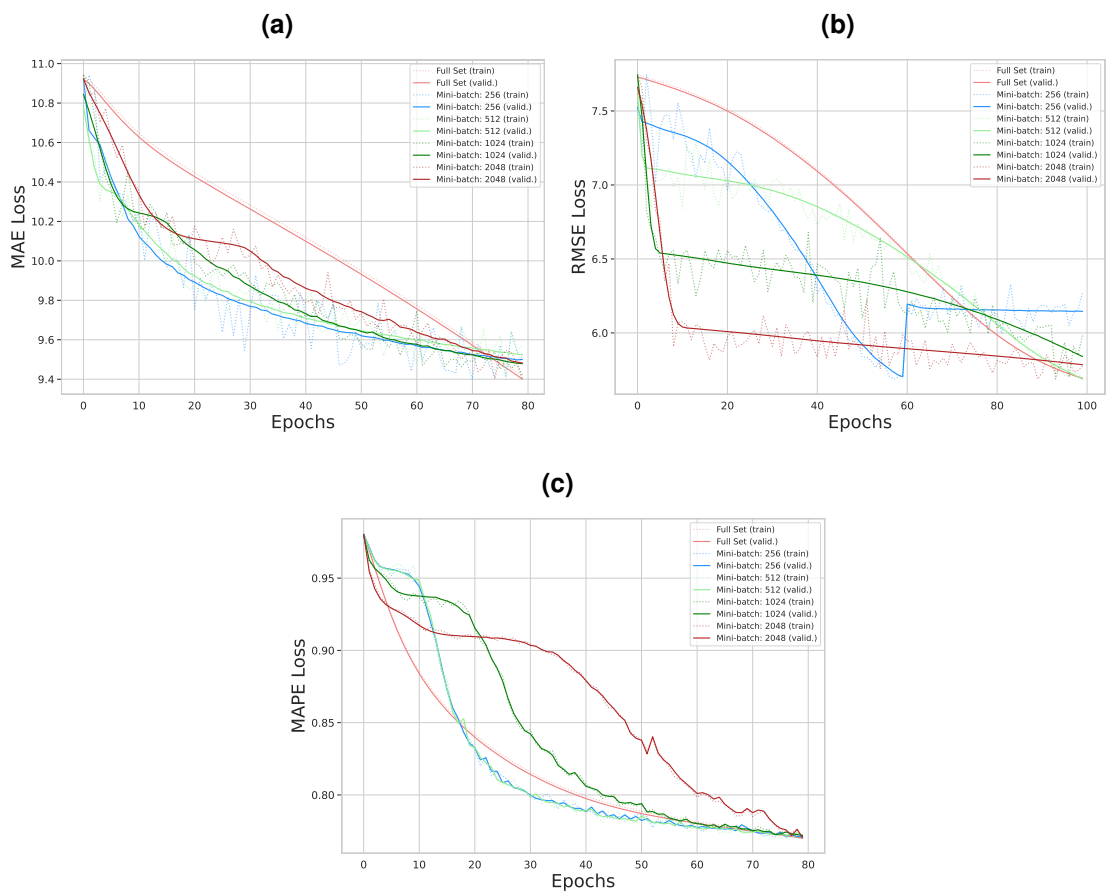 (a)
11.0
10.8
10.6
10.4
10.2
10.0
9.8
9.6
9.4
MAE Loss
0 10 20 30 40 50 60 70 80
Epochs
Full Set (train)
Full Set (valid.)
Mini-batch: 256 (train)
Mini-batch: 256 (valid.)
Mini-batch: 512 (train)
Mini-batch: 512 (valid.)
Mini-batch: 1024 (train)
Mini-batch: 1024 (valid.)
Mini-batch: 2048 (train)
Mini-batch: 2048 (valid.)
(b)
7.5
7.0
6.5
6.0
RMSE Loss
0 20 40 60 80 100
Epochs
Full Set (train)
Full Set (valid.)
Mini-batch: 256 (train)
Mini-batch: 256 (valid.)
Mini-batch: 512 (train)
Mini-batch: 512 (valid.)
Mini-batch: 1024 (train)
Mini-batch: 1024 (valid.)
Mini-batch: 2048 (train)
Mini-batch: 2048 (valid.)
(c)
0.95
0.90
0.85
0.80
MAPE Loss
0 10 20 30 40 50 60 70 80
Epochs
Full Set (train)
Full Set (valid.)
Mini-batch: 256 (train)
Mini-batch: 256 (valid.)
Mini-batch: 512 (train)
Mini-batch: 512 (valid.)
Mini-batch: 1024 (train)
Mini-batch: 1024 (valid.)
Mini-batch: 2048 (train)
Mini-batch: 2048 (valid.)